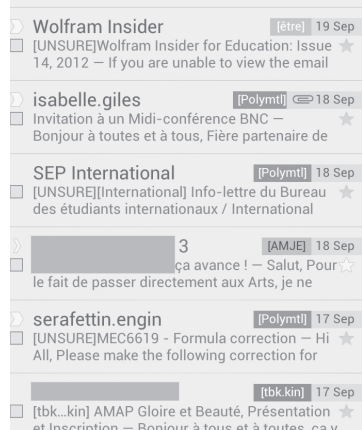 Wolfram Insider [être] 19 Sep
[UNSURE]Wolfram Insider for Education: Issue
14, 2012 — If you are unable to view the email
isabelle.giles [Polymtl] 18 Sep
Invitation à un Midi-conférence BNC —
Bonjour à toutes et à tous, Fière partenaire de
SEP International [Polymtl] 18 Sep
[UNSURE][International] Info-lettre du Bureau
des étudiants internationaux / International
3 [AMJE] 18 Sep
ça avance ! — Salut, Pour
le fait de passer directement aux Arts, je ne
serafettin.engin [Polymtl] 17 Sep
[UNSURE]MEC6619 - Formula correction — Hi
All, Please make the following correction for
[tbk.kin] 17 Sep
[tbk...kin] AMAP Gloire et Beauté, Présentation
et Inscription — Bonjour à tous et à toutes, ça y